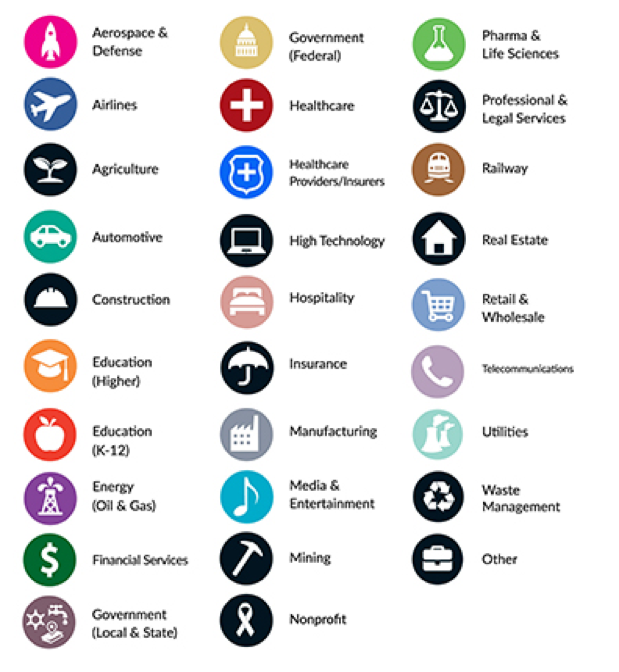 Aerospace &
Defense
Airlines
Agriculture
Automotive
Construction
Education
(Higher)
Education
(K-12)
Energy
(Oil & Gas)
Financial Services
Government
(Local & State)
Government
(Federal)
Healthcare
Healthcare
Providers/Insurers
High Technology
Hospitality
Insurance
Manufacturing
Media &
Entertainment
Mining
Nonprofit
Pharma &
Life Sciences
Professional &
Legal Services
Railway
Real Estate
Retail &
Wholesale
Telecommunications
Utilities
Waste
Management
Other